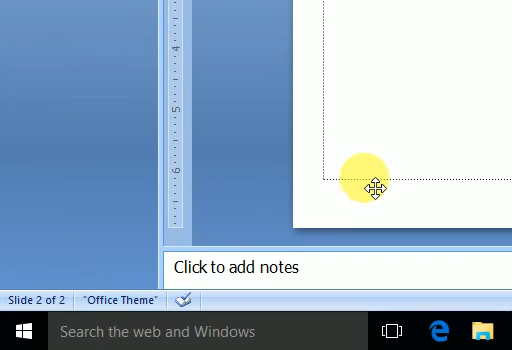 4
5
6
Click to add notes
Slide 2 of 2
"Office Theme"
Search the web and Windows